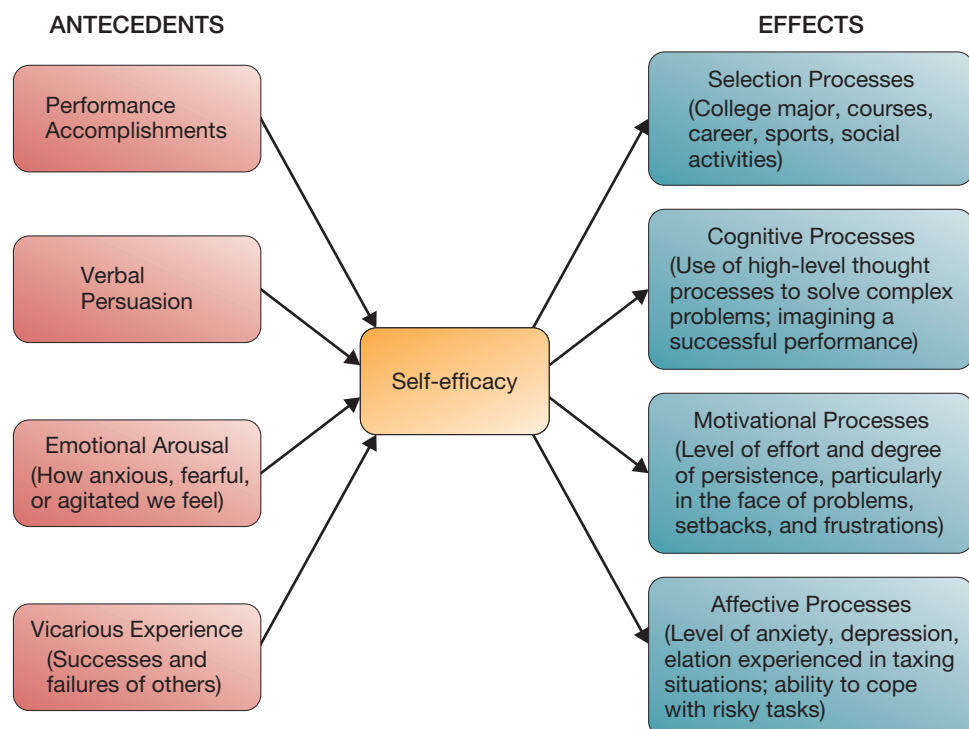 ANTECEDENTS
Performance
Accomplishments
Verbal
Persuasion
Emotional Arousal
(How anxious, fearful,
or agitated we feel)
Vicarious Experience
(Successes and
failures of others)
Self-efficacy
EFFECTS
Selection Processes
(College major, courses,
career, sports, social
activities)
Cognitive Processes
(Use of high-level thought
processes to solve complex
problems; imagining a
successful performance)
Motivational Processes
(Level of effort and degree
of persistence, particularly
in the face of problems,
setbacks, and frustrations)
Affective Processes
(Level of anxiety, depression,
elation experienced in taxing
situations; ability to cope
with risky tasks)